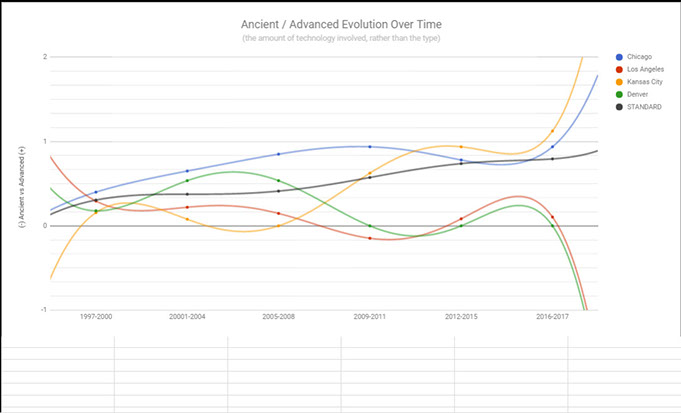 Ancient / Advanced Evolution Over Time
(the amount of technology involved, rather than the type)
2
1
0
-1
(-) Ancient vs Advanced (+)
1997-2000
20001-2004
2005-2008
2009-2011
2012-2015
2016-2017
Chicago
Los Angeles
Kansas City
Denver
STANDARD